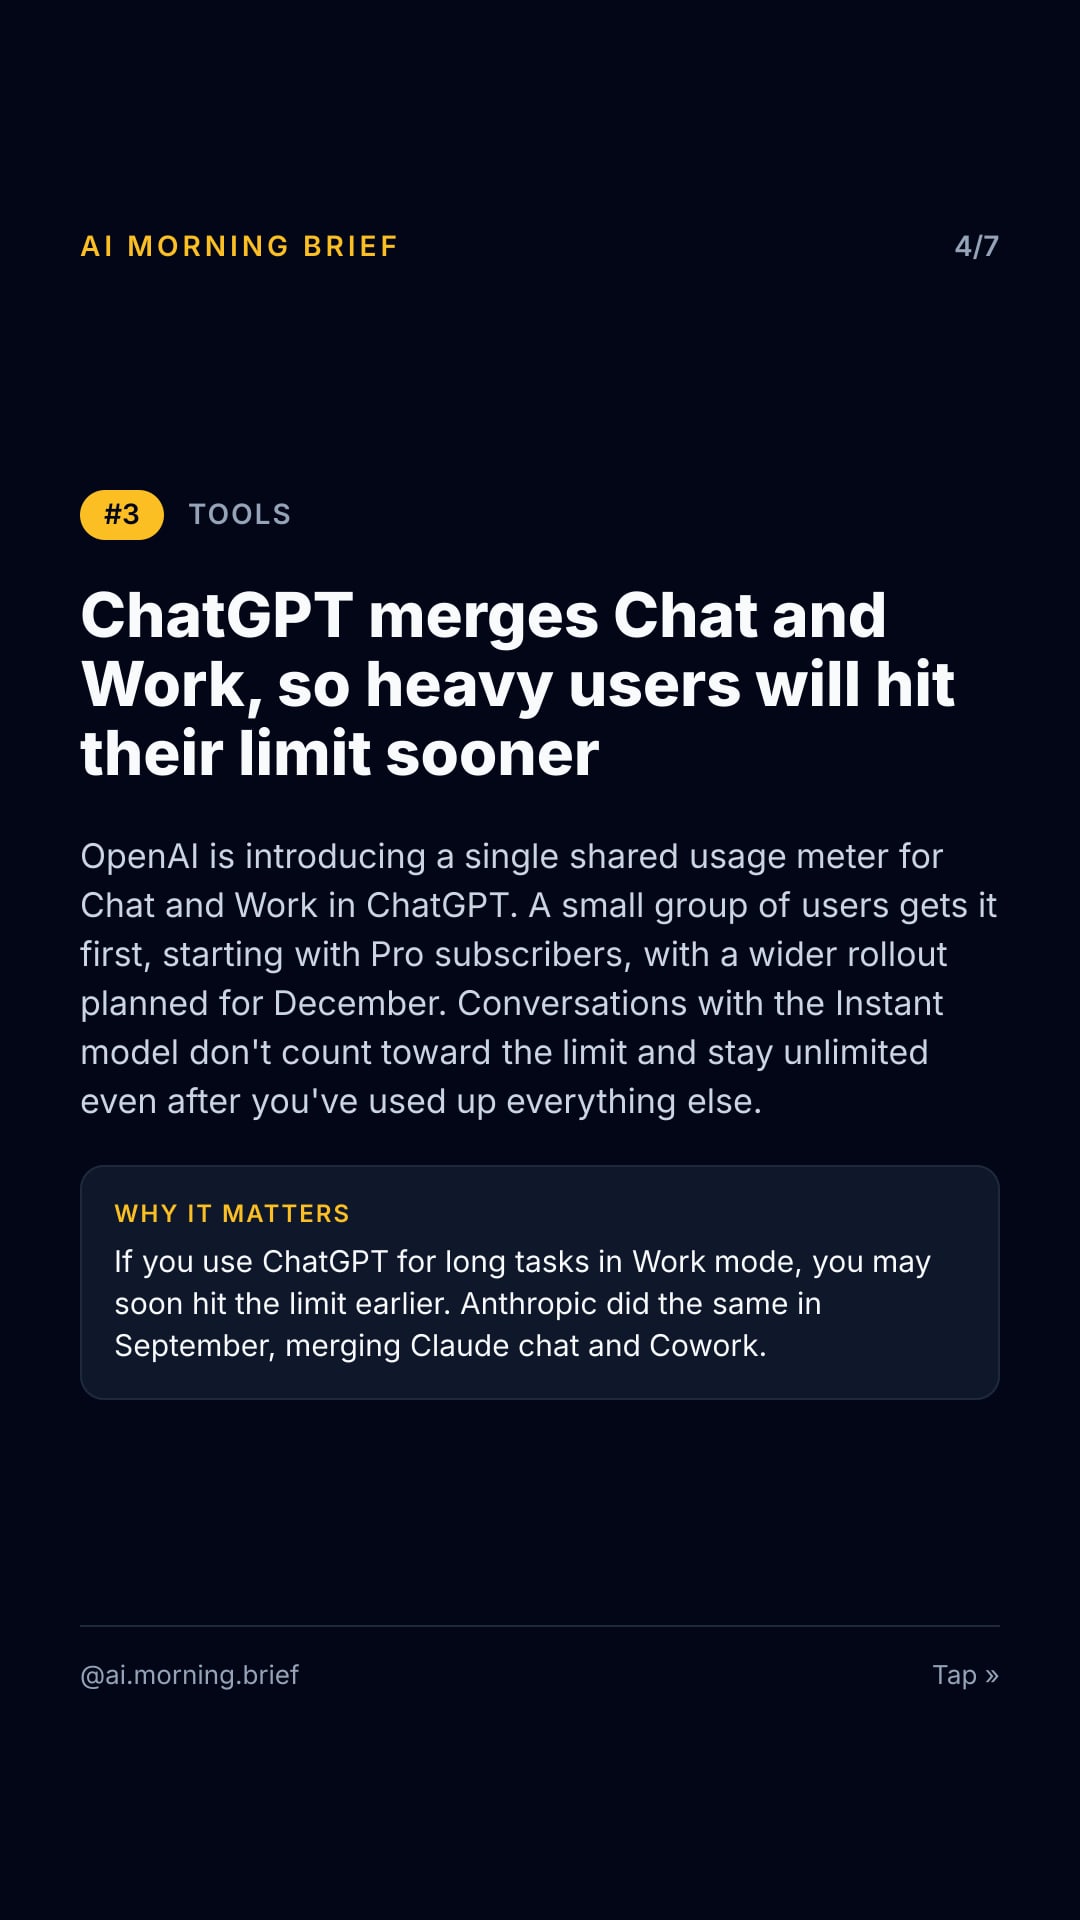 AI MORNING BRIEF
4/7
#3
TOOLS
ChatGPT merges Chat and
Work, so heavy users will hit
their limit sooner
OpenAI is introducing a single shared usage meter for
Chat and Work in ChatGPT. A small group of users gets it
first, starting with Pro subscribers, with a wider rollout
planned for December. Conversations with the Instant
model don't count toward the limit and stay unlimited
even after you've used up everything else.
WHY IT MATTERS
If you use ChatGPT for long tasks in Work mode, you may
soon hit the limit earlier. Anthropic did the same in
September, merging Claude chat and Cowork.
@ai.morning.brief
Tap »